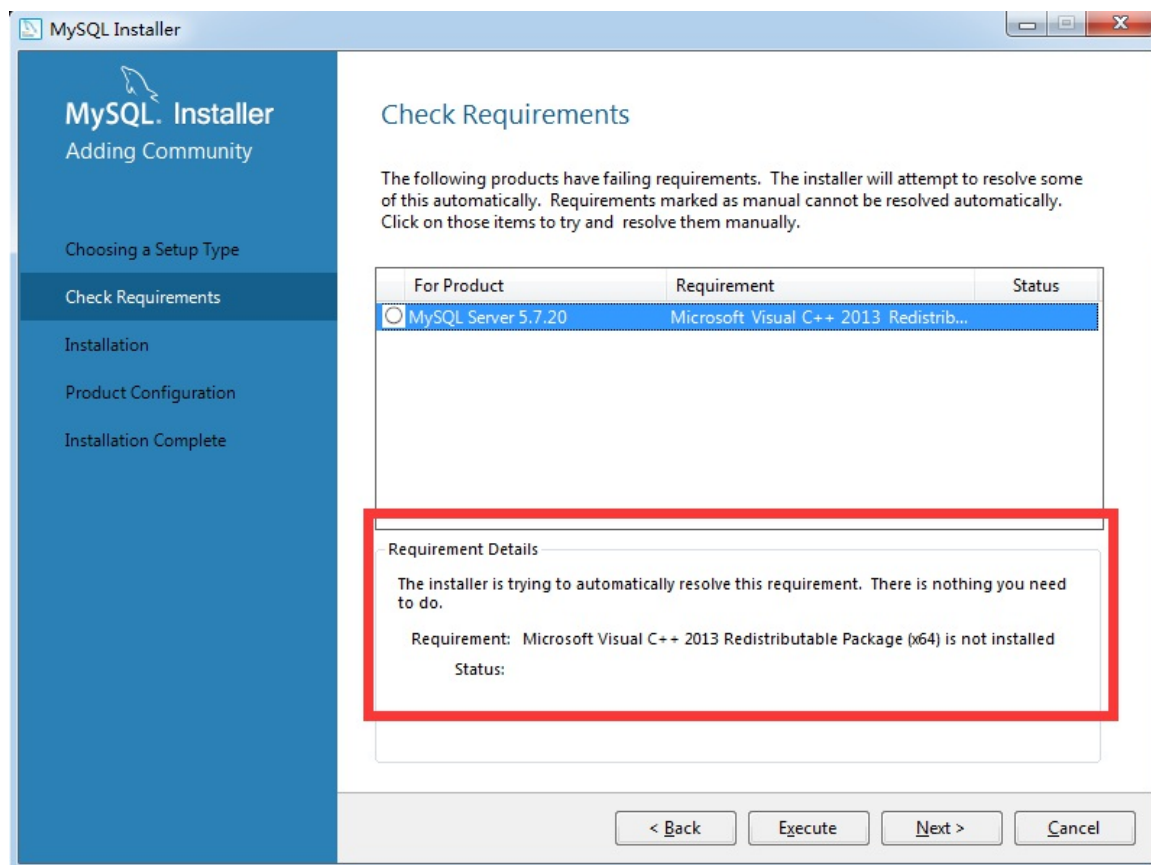 MySQL Installer
MySQL. Installer
Adding Community
Choosing a Setup Type
Check Requirements
Installation
Product Configuration
Installation Complete
Check Requirements
The following products have failing requirements. The installer will attempt to resolve some
of this automatically. Requirements marked as manual cannot be resolved automatically.
Click on those items to try and resolve them manually.
For Product Requirement Status
MySQL Server 5.7.20 Microsoft Visual C++ 2013 Redistrib...
Requirement Details
The installer is trying to automatically resolve this requirement. There is nothing you need
to do.
Requirement: Microsoft Visual C++ 2013 Redistributable Package (x64) is not installed
Status:
< Back Execute Next > Cancel